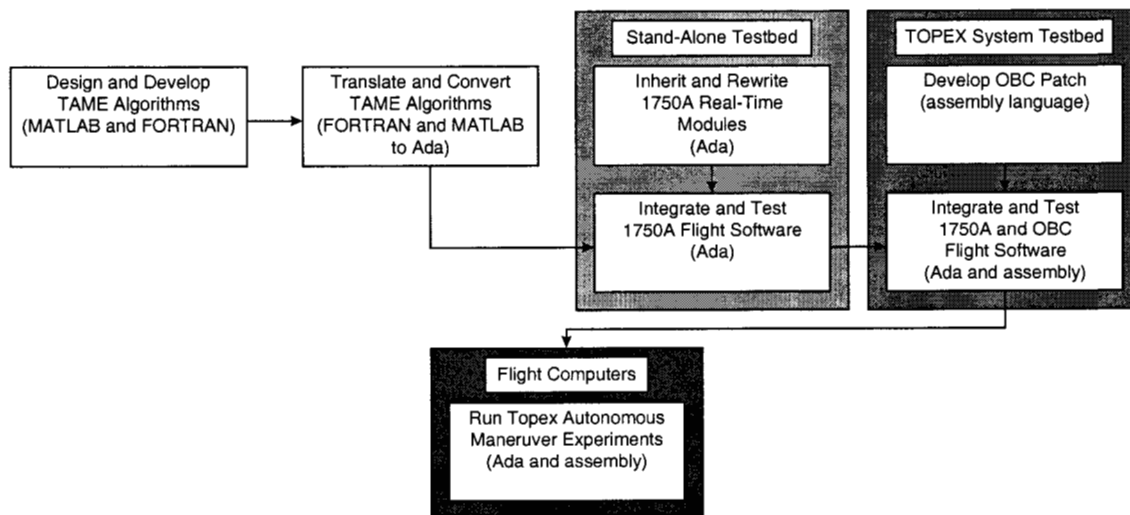 Design and Develop
TAME Algorithms
(MATLAB and FORTRAN)
Translate and Convert
TAME Algorithms
(FORTRAN and MATLAB
to Ada)
Stand-Alone Testbed
Inherit and Rewrite
1750A Real-Time
Modules
(Ada)
Integrate and Test
1750A Flight Software
(Ada)
TOPEX System Testbed
Develop OBC Patch
(assembly language)
Integrate and Test
1750A and OBC
Flight Software
(Ada and assembly)
Flight Computers
Run Topex Autonomous
Maneruver Experiments
(Ada and assembly)